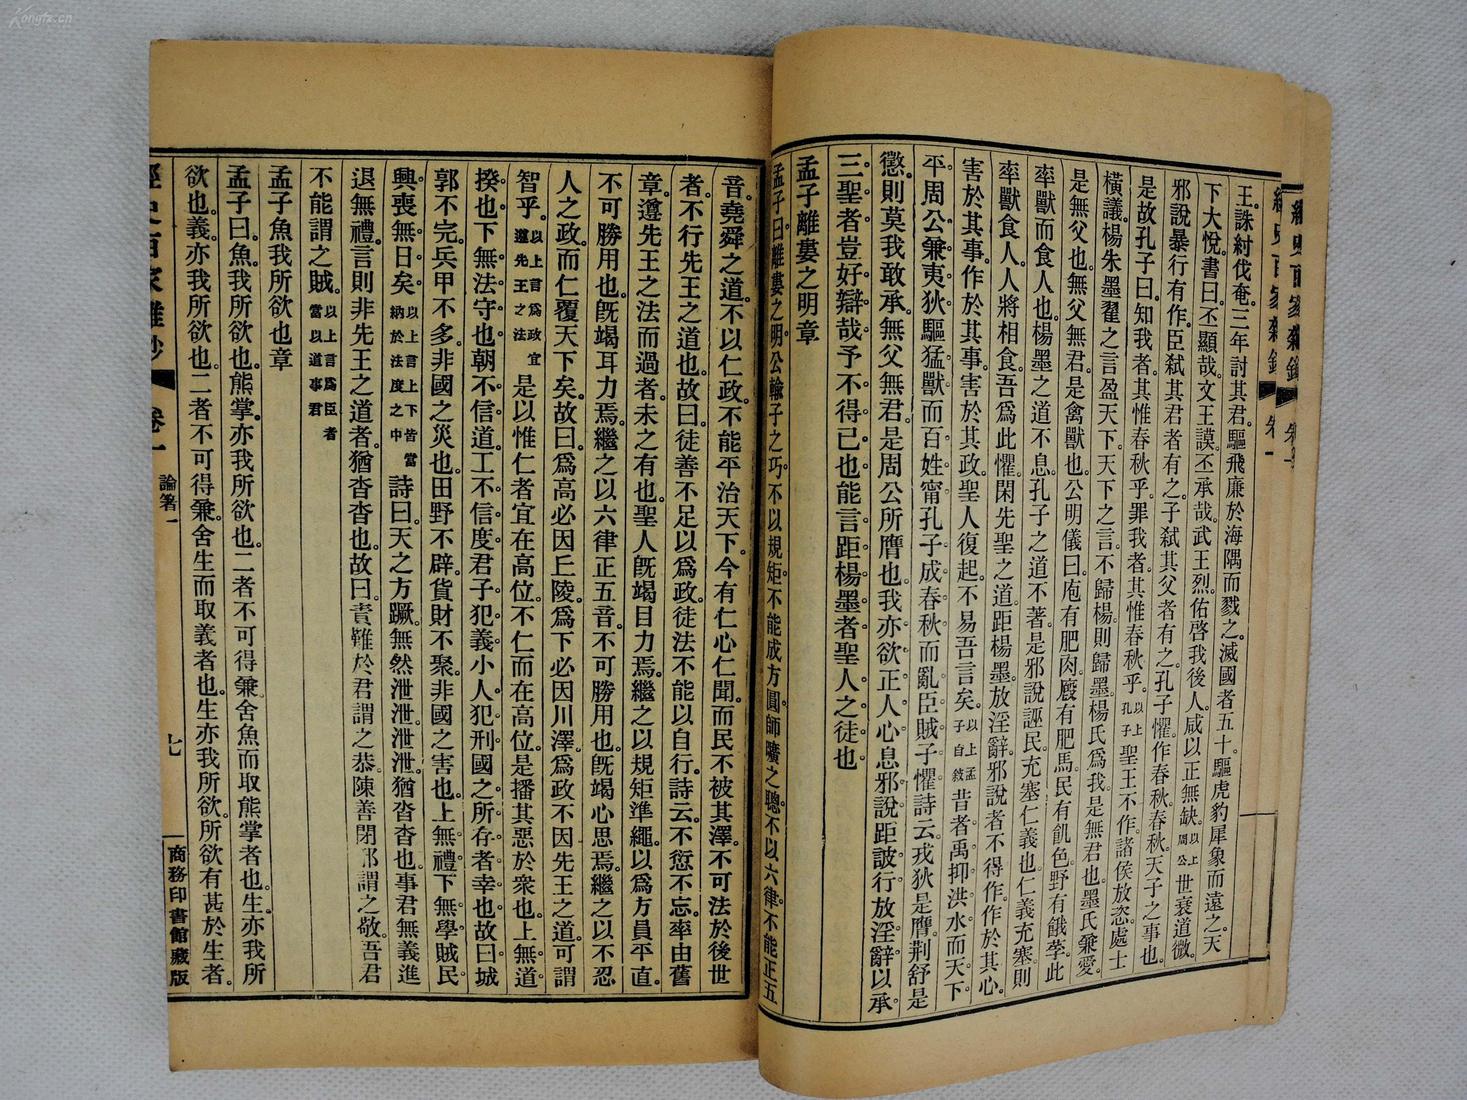 經史百家雜鈔
卷一
王誅紂伐奄三年討其君驅飛廉於海隅而戮之滅國者五十驅虎豹犀象而遠之天
下大悅書曰丕顯哉文王謨丕承哉武王烈佑啓我後人咸以正無缺以上周公世衰道微
邪說暴行有作臣弒其君者有之子弒其父者有之孔子懼作春秋春秋天子之事也
是故孔子曰知我者其惟春秋乎罪我者其惟春秋乎以上孔子聖王不作諸侯放恣處士
橫議楊朱墨翟之言盈天下天下之言不歸楊則歸墨楊氏爲我是無君也墨氏兼愛
是無父也無父無君是禽獸也公明儀曰庖有肥肉廄有肥馬民有飢色野有餓莩此
率獸而食人也楊墨之道不息孔子之道不著是邪說誣民充塞仁義也仁義充塞則
率獸食人人將相食吾爲此懼閑先聖之道距楊墨放淫辭邪說者不得作作於其心
害於其事作於其事害於其政聖人復起不易吾言矣以上孟子自敘昔者禹抑洪水而天下
平周公兼夷狄驅猛獸而百姓甯孔子成春秋而亂臣賊子懼詩云戎狄是膺荆舒是
懲則莫我敢承無父無君是周公所膺也我亦欲正人心息邪說距詖行放淫辭以承
三聖者豈好辯哉予不得已也能言距楊墨者聖人之徒也
孟子離婁之明章
孟子曰離婁之明公輸子之巧不以規矩不能成方圓師曠之聰不以六律不能正五
音堯舜之道不以仁政不能平治天下今有仁心仁聞而民不被其澤不可法於後世
者不行先王之道也故曰徒善不足以爲政徒法不能以自行詩云不愆不忘率由舊
章遵先王之法而過者未之有也聖人旣竭目力焉繼之以規矩準繩以爲方員平直
不可勝用也旣竭耳力焉繼之以六律正五音不可勝用也旣竭心思焉繼之以不忍
人之政而仁覆天下矣故曰爲高必因丘陵爲下必因川澤爲政不因先王之道可謂
智乎以上言爲政宜遵先王之法是以惟仁者宜在高位不仁而在高位是播其惡於衆也上無道
揆也下無法守也朝不信道工不信度君子犯義小人犯刑國之所存者幸也故曰城
郭不完兵甲不多非國之災也田野不辟貨財不聚非國之害也上無禮下無學賊民
興喪無日矣以上言上下皆當納於法度之中詩曰天之方蹶無然泄泄泄泄猶沓沓也事君無義進
退無禮言則非先王之道者猶沓沓也故曰責難於君謂之恭陳善閉邪謂之敬吾君
不能謂之賊以上言爲臣者當以道事君
孟子魚我所欲也章
孟子曰魚我所欲也熊掌亦我所欲也二者不可得兼舍魚而取熊掌者也生亦我所
欲也義亦我所欲也二者不可得兼舍生而取義者也生亦我所欲所欲有甚於生者
經史百家雜鈔 卷一 論著一 七 商務印書館藏版